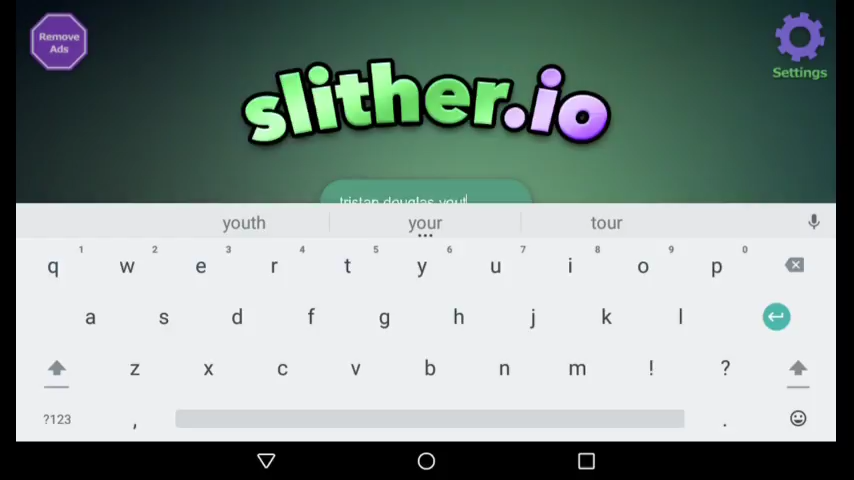 Remove
Ads
slither.io
Settings
tristan douglas yout
youth your tour
1 2 3 4 5 6 7 8 9 0
q w e r t y u i o p
a s d f g h j k l
z x c v b n m ! ?
?123 , .